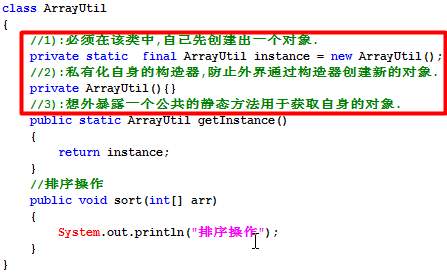 class ArrayUtil
{
//1):必须在该类中,自己先创建出一个对象.
private static  final ArrayUtil instance = new ArrayUtil();
//2):私有化自身的构造器,防止外界通过构造器创建新的对象.
private ArrayUtil(){}
//3):想外暴露一个公共的静态方法用于获取自身的对象.
public static ArrayUtil getInstance()
{
return instance;
}
//排序操作
public void sort(int[] arr)
{
System.out.println("排序操作");
}
}